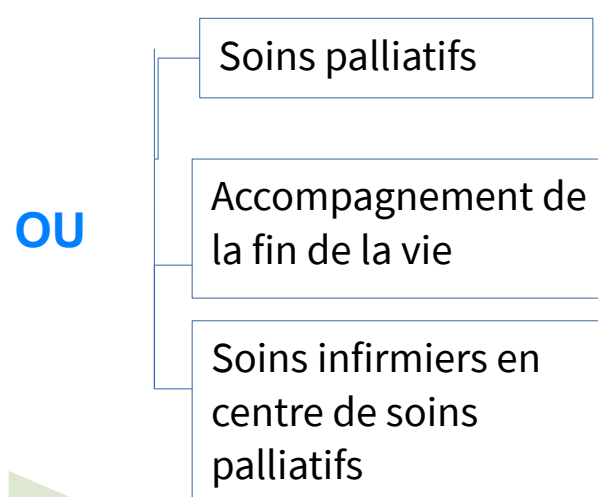 Soins palliatifs
OU
Accompagnement de
la fin de la vie
Soins infirmiers en
centre de soins
palliatifs